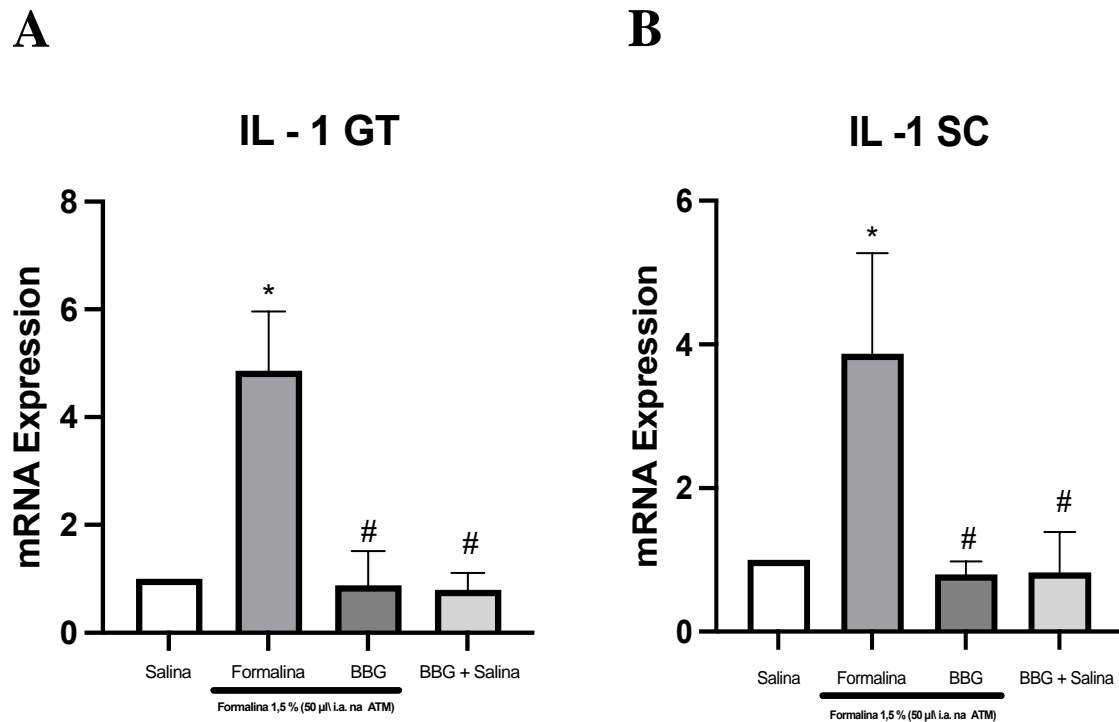 A
IL - 1 GT
mRNA Expression
8
6
4
2
0
*
#
#
Salina
Formalina
BBG
BBG + Salina
Formalina 1,5 % (50 µl\ i.a. na ATM)
B
IL -1 SC
mRNA Expression
6
4
2
0
*
#
#
Salina
Formalina
BBG
BBG + Salina
Formalina 1,5 % (50 µl\ i.a. na ATM)